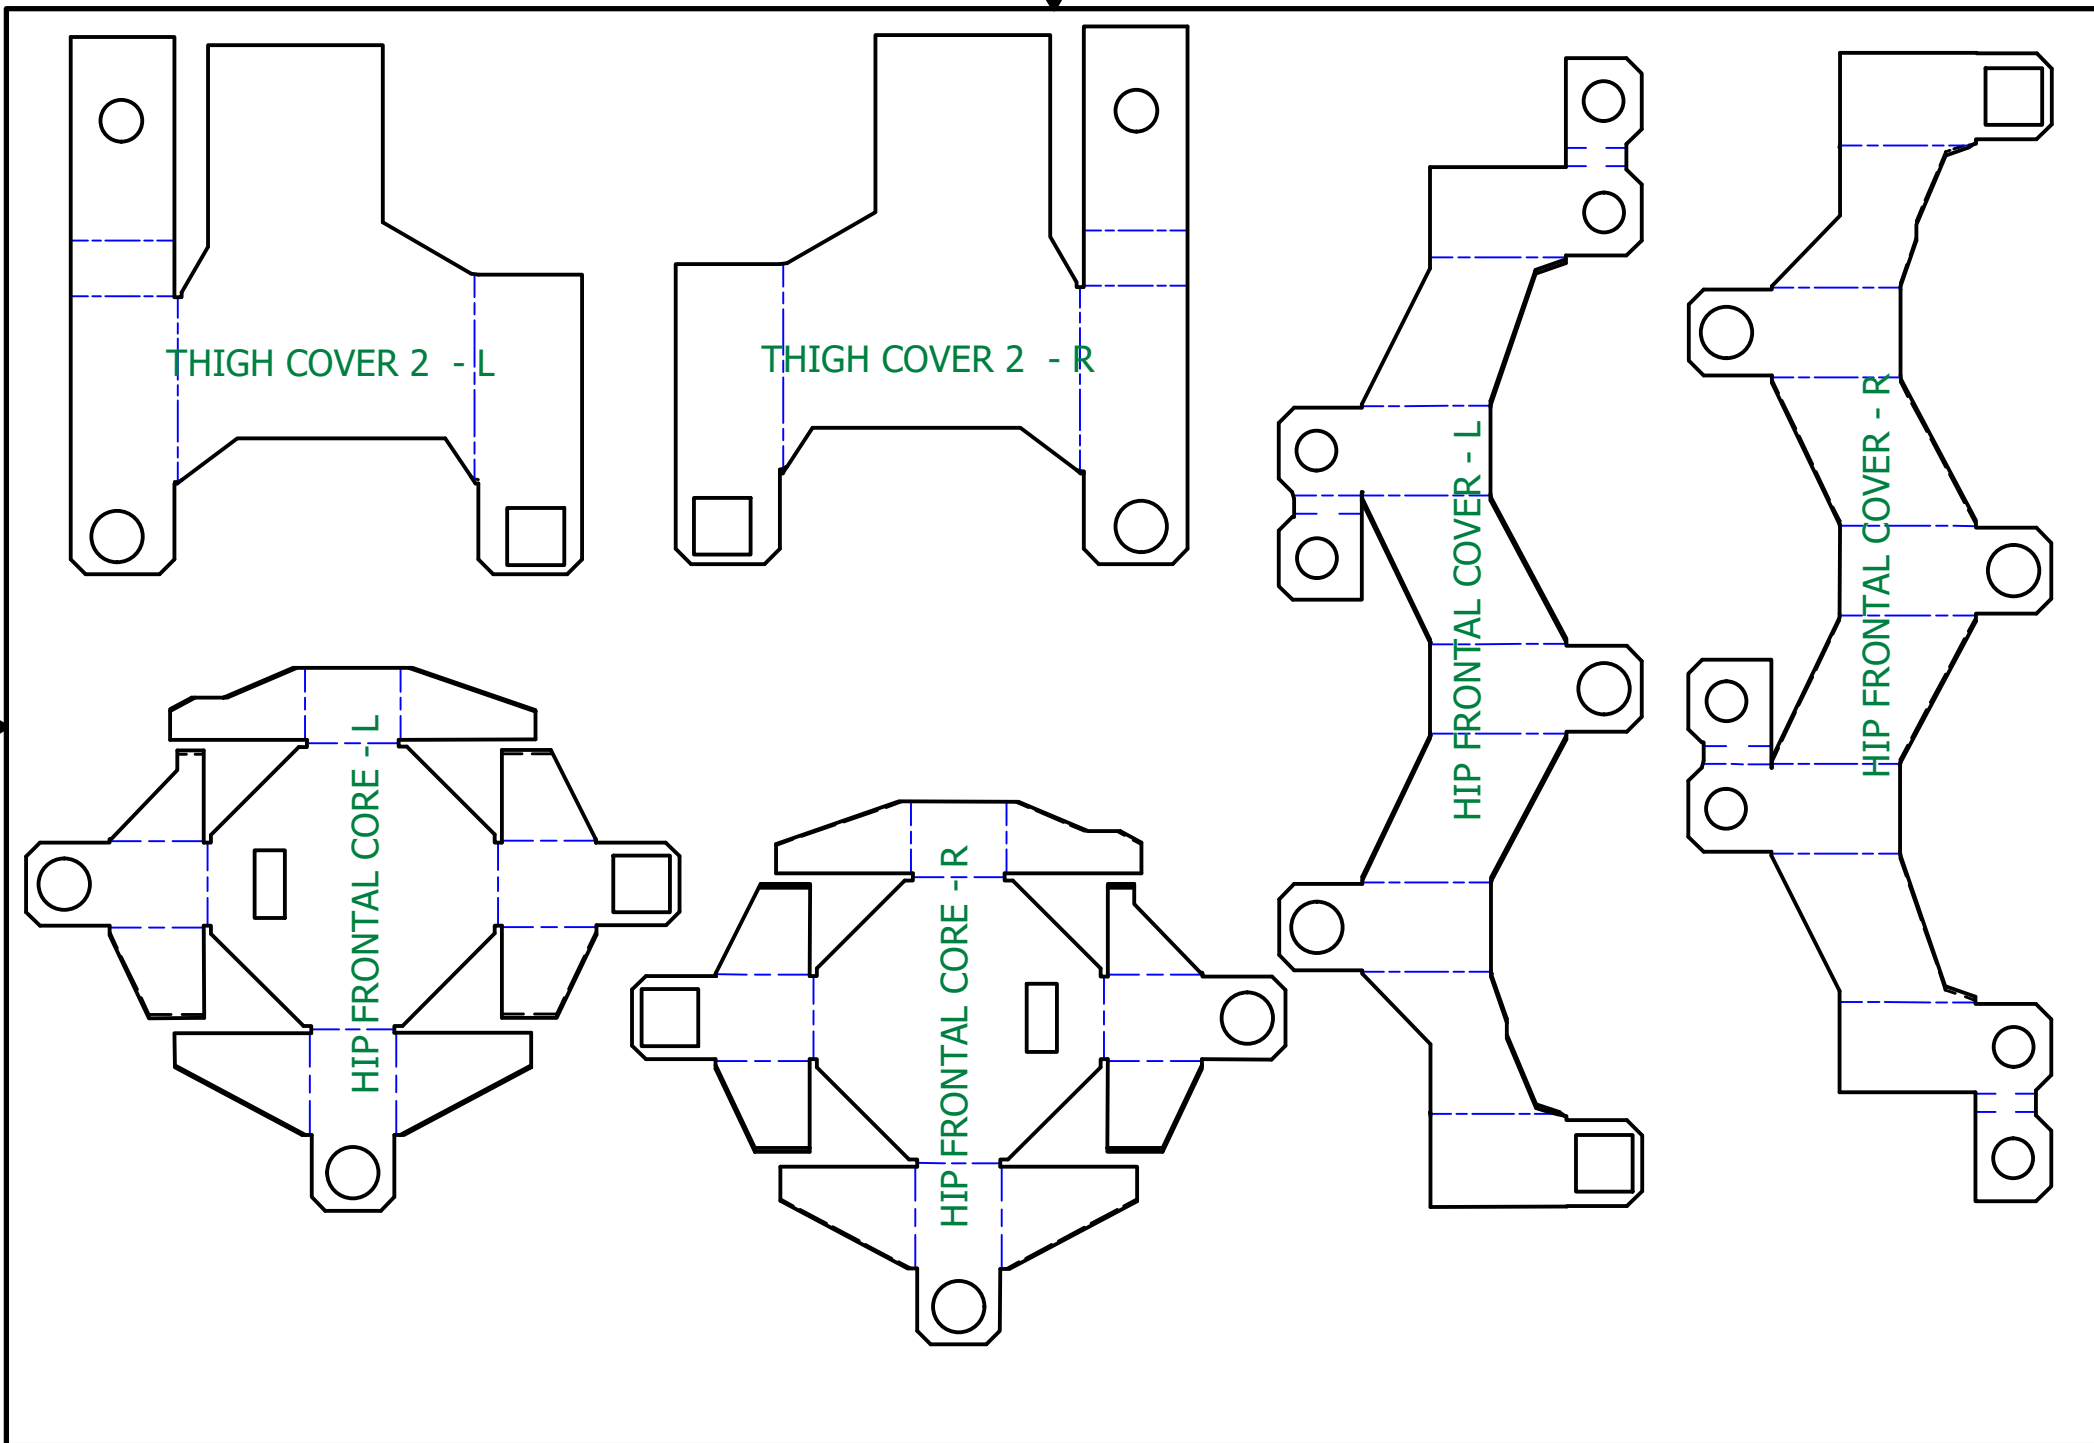 THIGH COVER 2 - L
THIGH COVER 2 - R
HIP FRONTAL COVER - L
HIP FRONTAL COVER - R
HIP FRONTAL CORE - L
HIP FRONTAL CORE - R